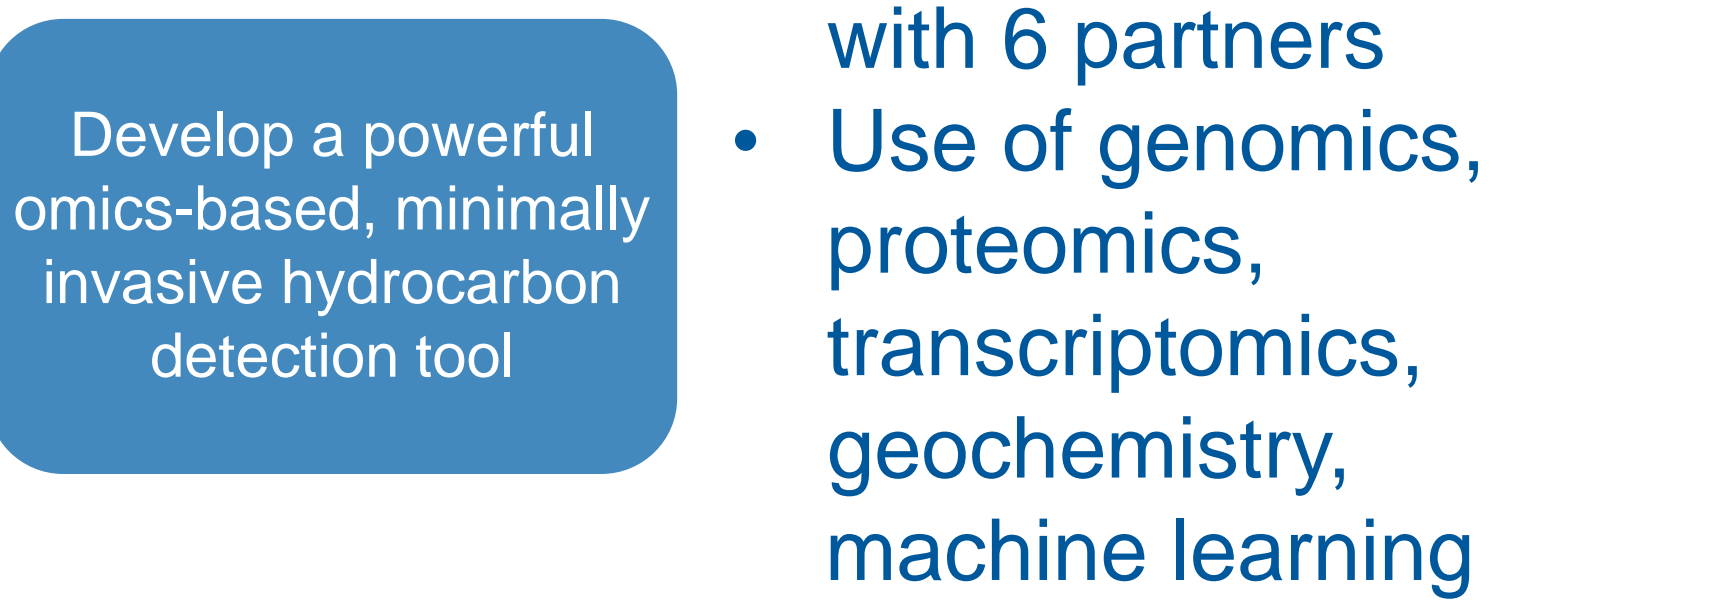 Develop a powerful
omics-based, minimally
invasive hydrocarbon
detection tool
with 6 partners
• Use of genomics,
proteomics,
transcriptomics,
geochemistry,
machine learning